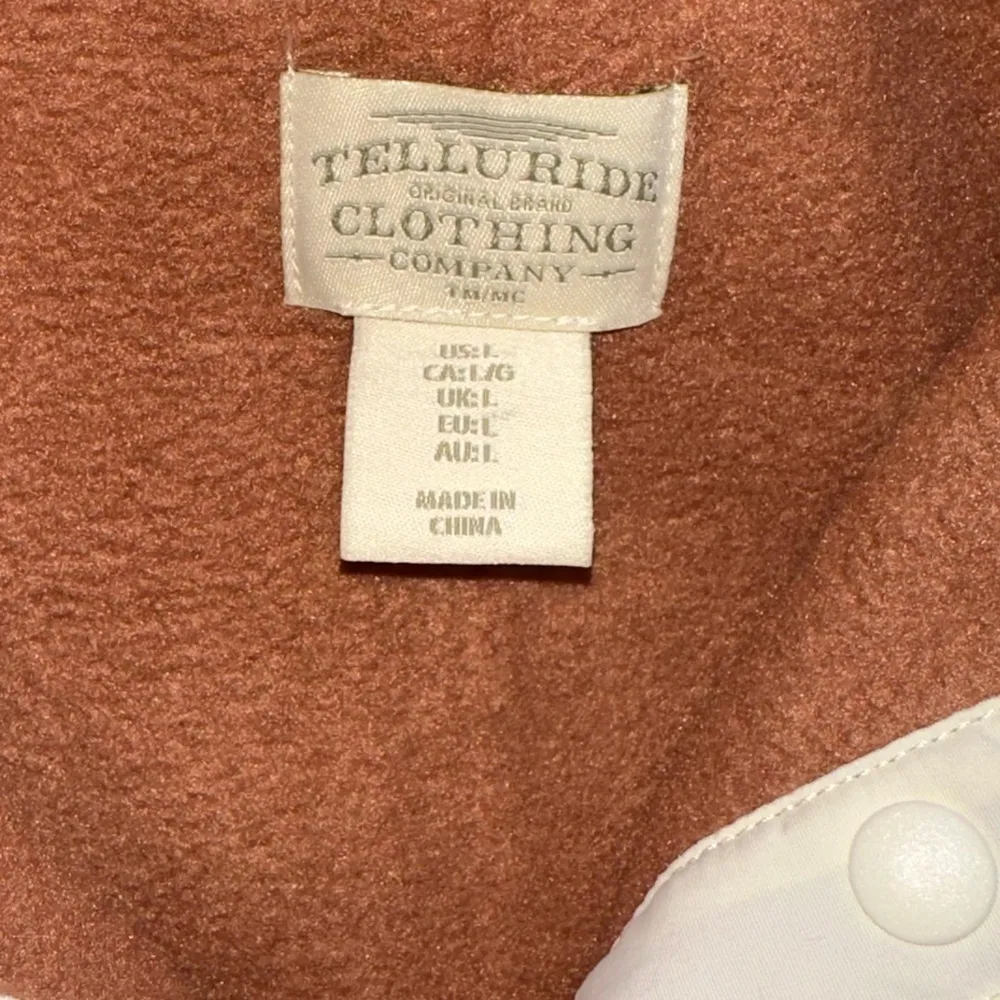 TELLURIDE
ORIGINAL BRAND
CLOTHING
COMPANY
TM/MC
US: L
CA: L/G
UK: L
EU: L
AU: L
MADE IN
CHINA